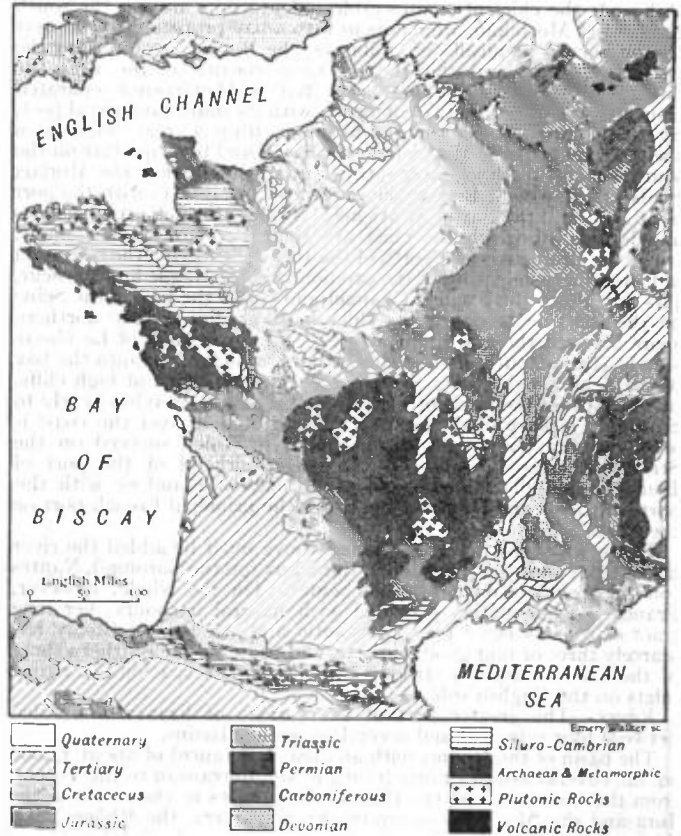 ENGLISH CHANNEL
BAY
OF
BISCAY
English Miles
0 50 100
MEDITERRANEAN
SEA
Emery Walker sc.
Quaternary
Tertiary
Cretacecus
Jurassic
Triassic
Permian
Carboniferous
Devonian
Siluro-Cambrian
Archaean & Metamorphic
Plutonic Rocks
Volcanic Rocks